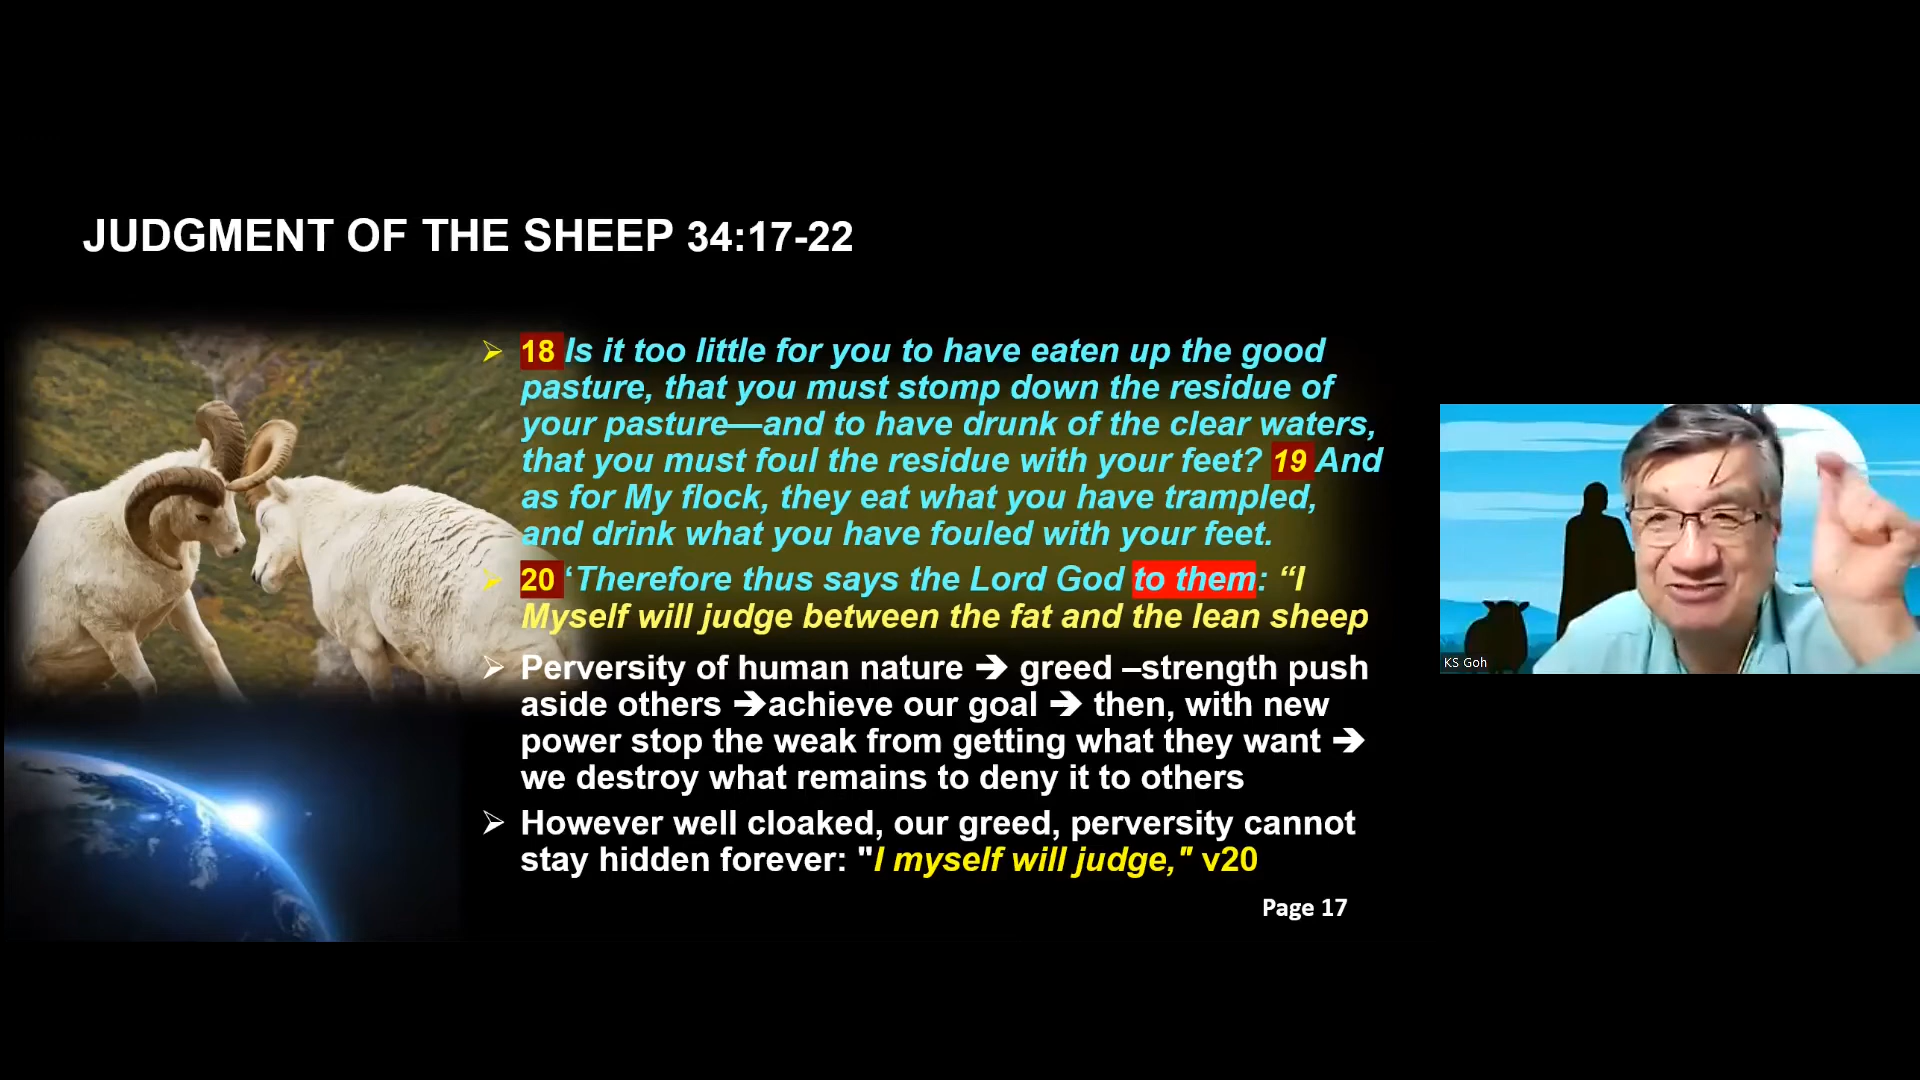 JUDGMENT OF THE SHEEP 34:17-22
➢ 18 Is it too little for you to have eaten up the good
pasture, that you must stomp down the residue of
your pasture—and to have drunk of the clear waters,
that you must foul the residue with your feet? 19 And
as for My flock, they eat what you have trampled,
and drink what you have fouled with your feet.
➢ 20 ‘Therefore thus says the Lord God to them: “I
Myself will judge between the fat and the lean sheep
➢ Perversity of human nature ➔ greed –strength push
aside others ➔achieve our goal ➔ then, with new
power stop the weak from getting what they want ➔
we destroy what remains to deny it to others
➢ However well cloaked, our greed, perversity cannot
stay hidden forever: "I myself will judge," v20
Page 17
KS Goh